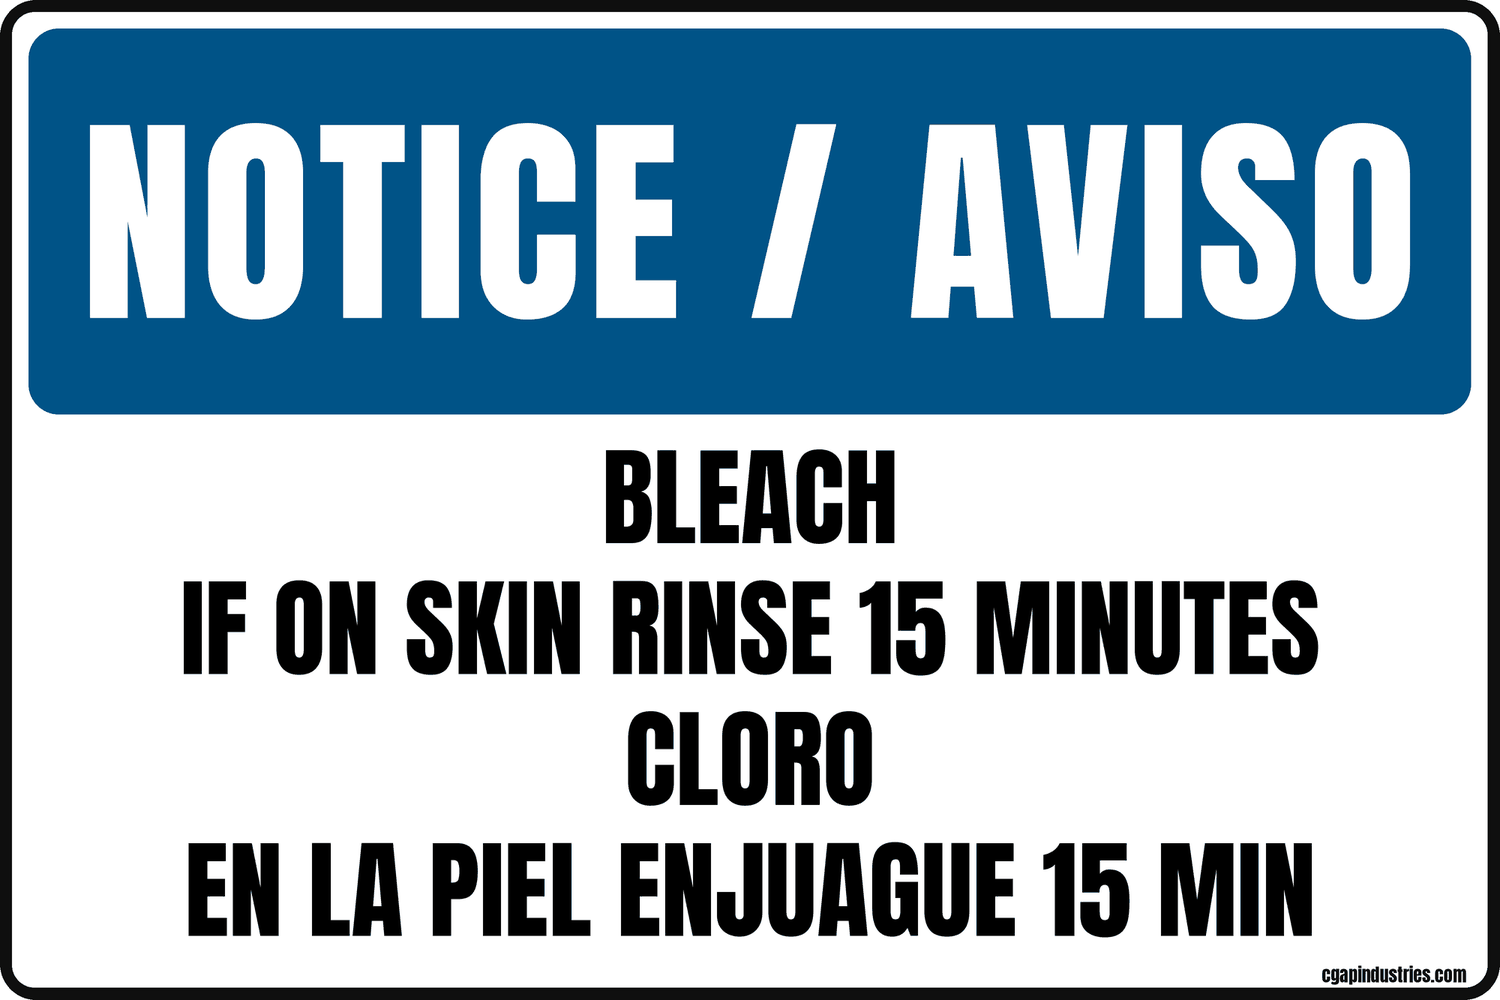 NOTICE / AVISO
BLEACH
IF ON SKIN RINSE 15 MINUTES
CLORO
EN LA PIEL ENJUAGUE 15 MIN
cgapindustries.com